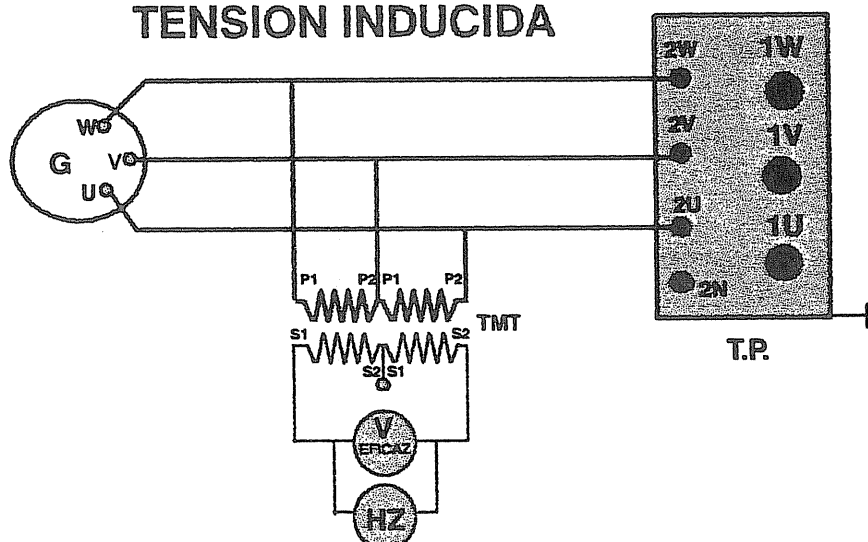 TENSION INDUCIDA
2W 1W
W
G V
U
2V 1V
2U 1U
2N
P1 P2 P1 P2
TMT
S1 S2
S2 S1
T.P.
V
EFICAZ
HZ